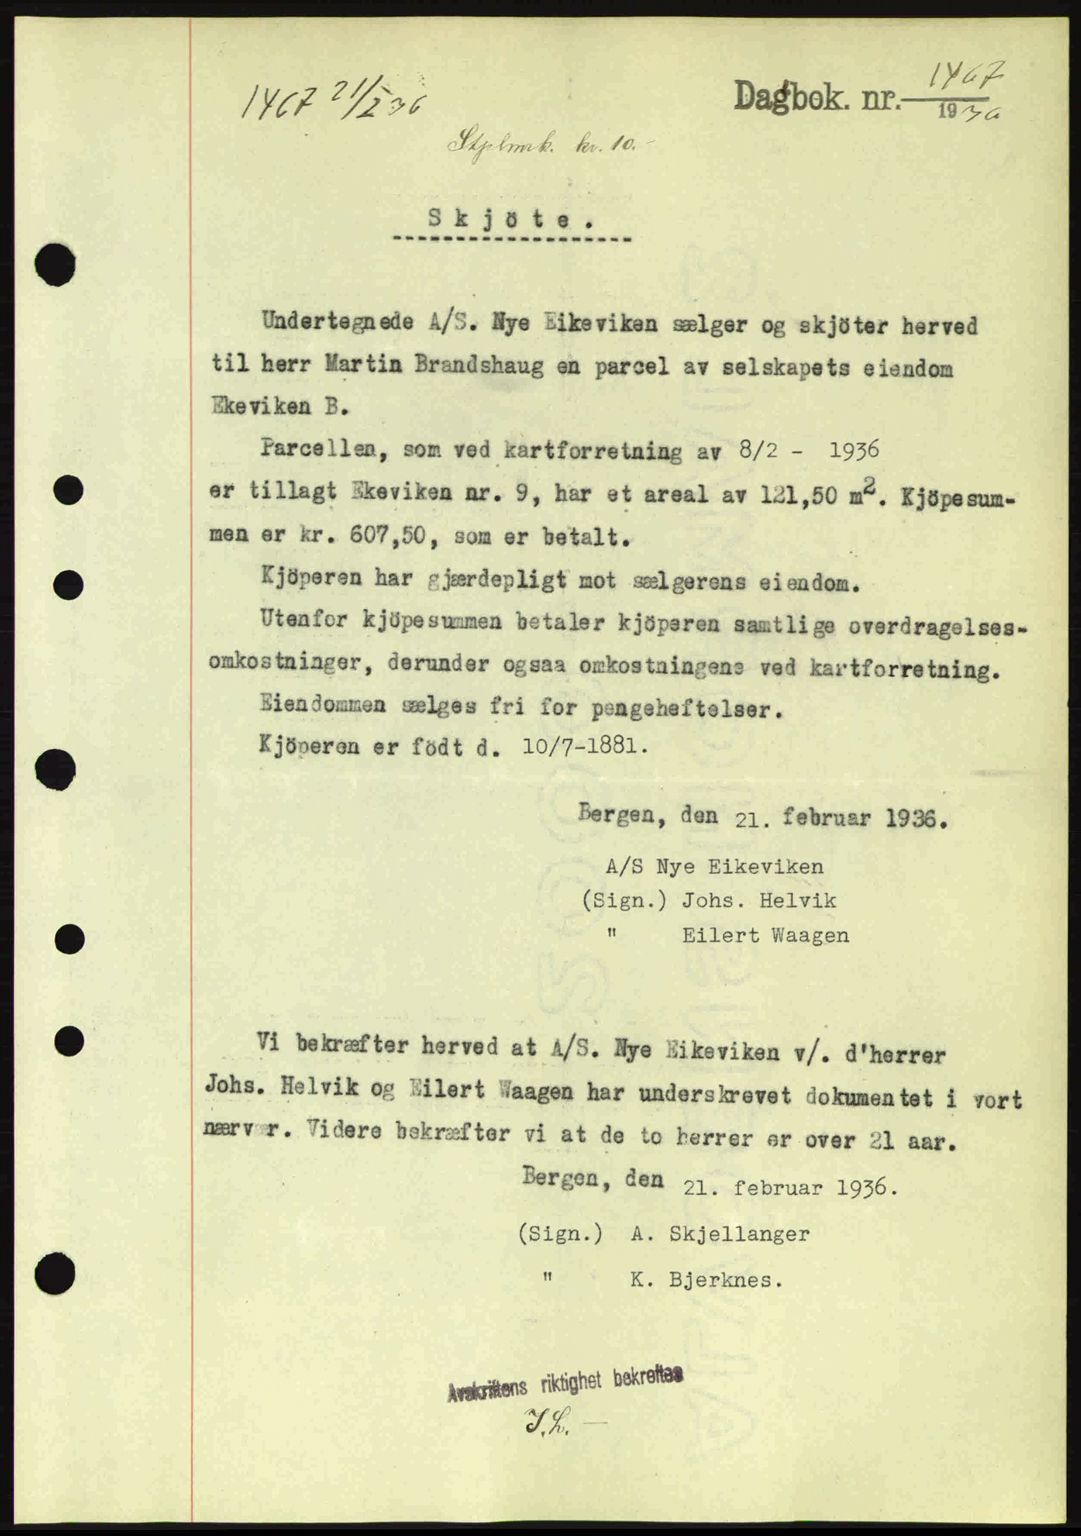 1467 21/2 36
Dagbok. nr. 1467
1936
Stplmrk. kr. 10.-
Skjöte.
Undertegnede A/S. Nye Eikeviken sælger og skjöter herved
til herr Martin Brandshaug en parcel av selskapets eiendom
Ekeviken B.
Parcellen, som ved kartforretning av 8/2 - 1936
er tillagt Ekeviken nr. 9, har et areal av 121,50 m2. Kjöpesum-
men er kr. 607,50, som er betalt.
Kjöperen har gjærdepligt mot sælgerens eiendom.
Utenfor kjöpesummen betaler kjöperen samtlige overdragelses-
omkostninger, derunder ogsaa omkostningene ved kartforretning.
Eiendommen sælges fri for pengeheftelser.
Kjöperen er födt d. 10/7-1881.
Bergen, den 21. februar 1936.
A/S Nye Eikeviken
(Sign.) Johs. Helvik
" Eilert Waagen
Vi bekræfter herved at A/S. Nye Eikeviken v/. d'herrer
Johs. Helvik og Eilert Waagen har underskrevet dokumentet i vort
nærvær. Videre bekræfter vi at de to herrer er over 21 aar.
Bergen, den 21. februar 1936.
(Sign.) A. Skjellanger
" K. Bjerknes.
Avskriftens riktighet bekreftes
J.L. —